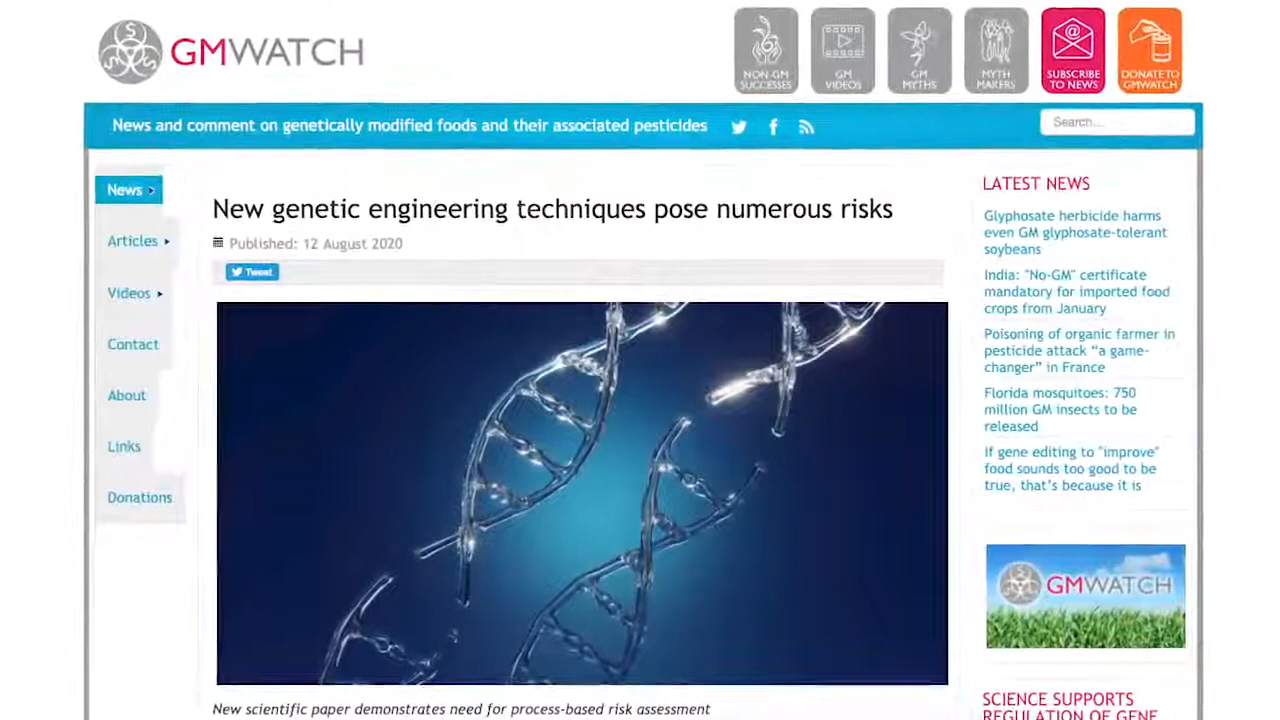 GMWATCH
NON-GM
SUCCESSES
GM
VIDEOS
GM
MYTHS
MYTH
MAKERS
SUBSCRIBE
TO NEWS
DONATE TO
GMWATCH
News and comment on genetically modified foods and their associated pesticides
Search...
News
Articles
Videos
Contact
About
Links
Donations
New genetic engineering techniques pose numerous risks
Published: 12 August 2020
Tweet
New scientific paper demonstrates need for process-based risk assessment
LATEST NEWS
Glyphosate herbicide harms
even GM glyphosate-tolerant
soybeans
India: "No-GM" certificate
mandatory for imported food
crops from January
Poisoning of organic farmer in
pesticide attack “a game-
changer” in France
Florida mosquitoes: 750
million GM insects to be
released
If gene editing to "improve"
food sounds too good to be
true, that’s because it is
GMWATCH
SCIENCE SUPPORTS
REGULATION OF GENE